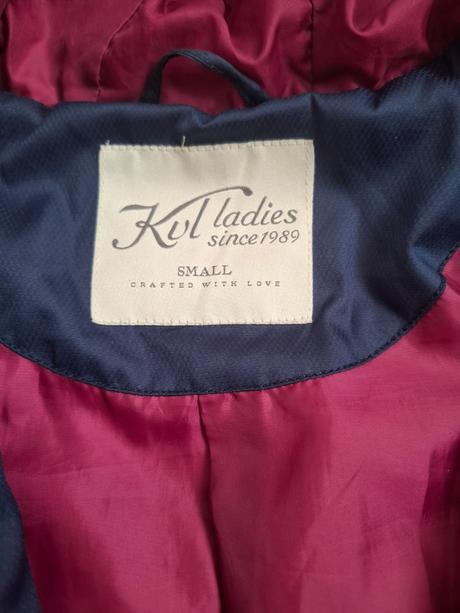 Kvl ladies
since 1989
SMALL
CRAFTED WITH LOVE